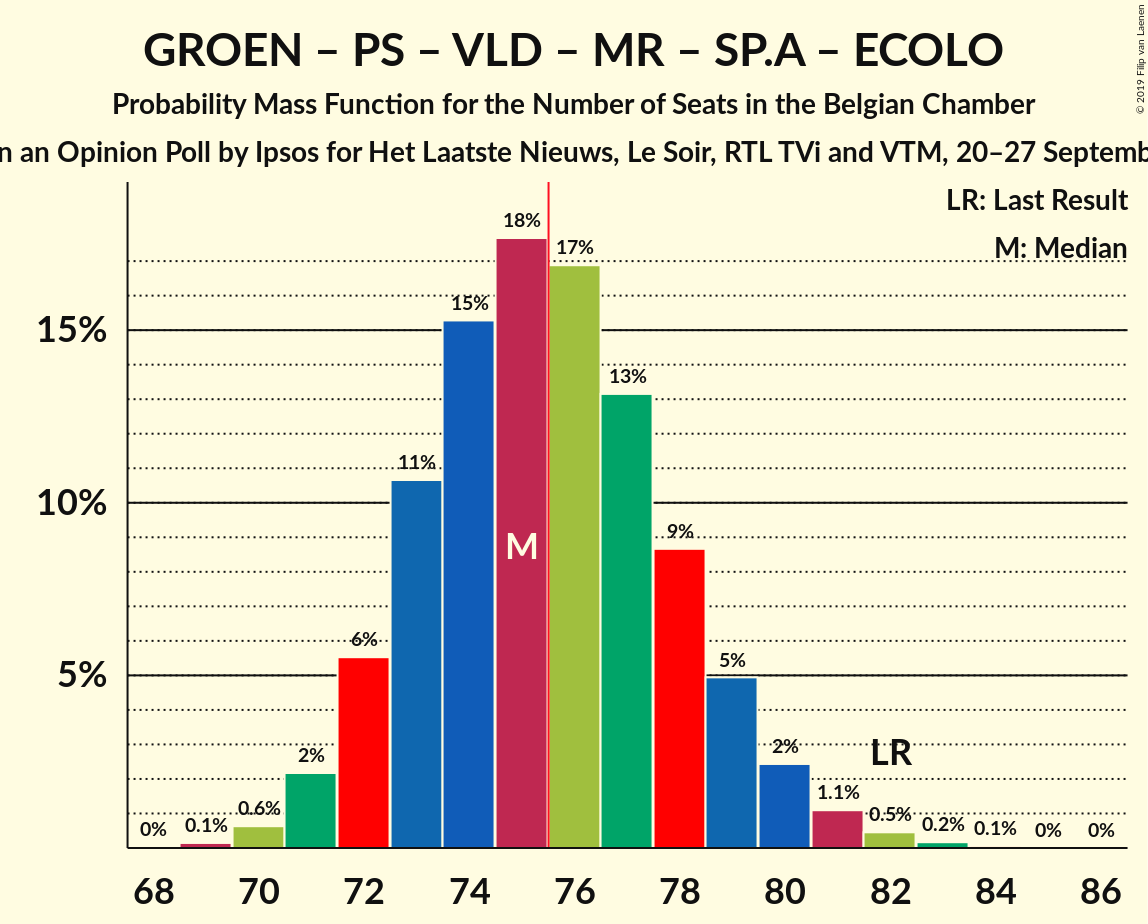 GROEN – PS – VLD – MR – SP.A – ECOLO
Probability Mass Function for the Number of Seats in the Belgian Chamber
an Opinion Poll by Ipsos for Het Laatste Nieuws, Le Soir, RTL TVi and VTM, 20–27
© 2019 Filip van Laenen
LR: Last Result
M: Median
15%
10%
5%
0%
0.1%
0.6%
2%
6%
11%
15%
18%
17%
13%
9%
5%
2%
1.1%
0.5%
0.2%
0.1%
0%
0%
M
LR
68 70 72 74 76 78 80 82 84 86